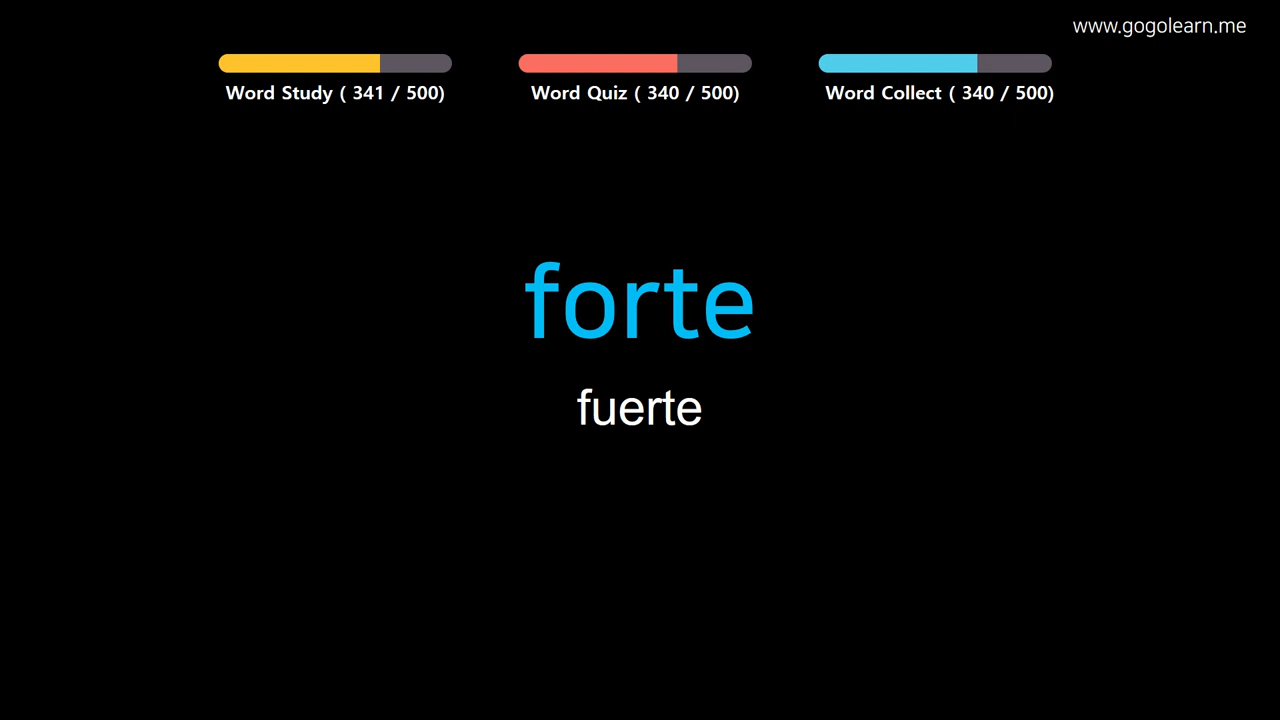 www.gogolearn.me
Word Study ( 341 / 500)
Word Quiz ( 340 / 500)
Word Collect ( 340 / 500)
forte
fuerte